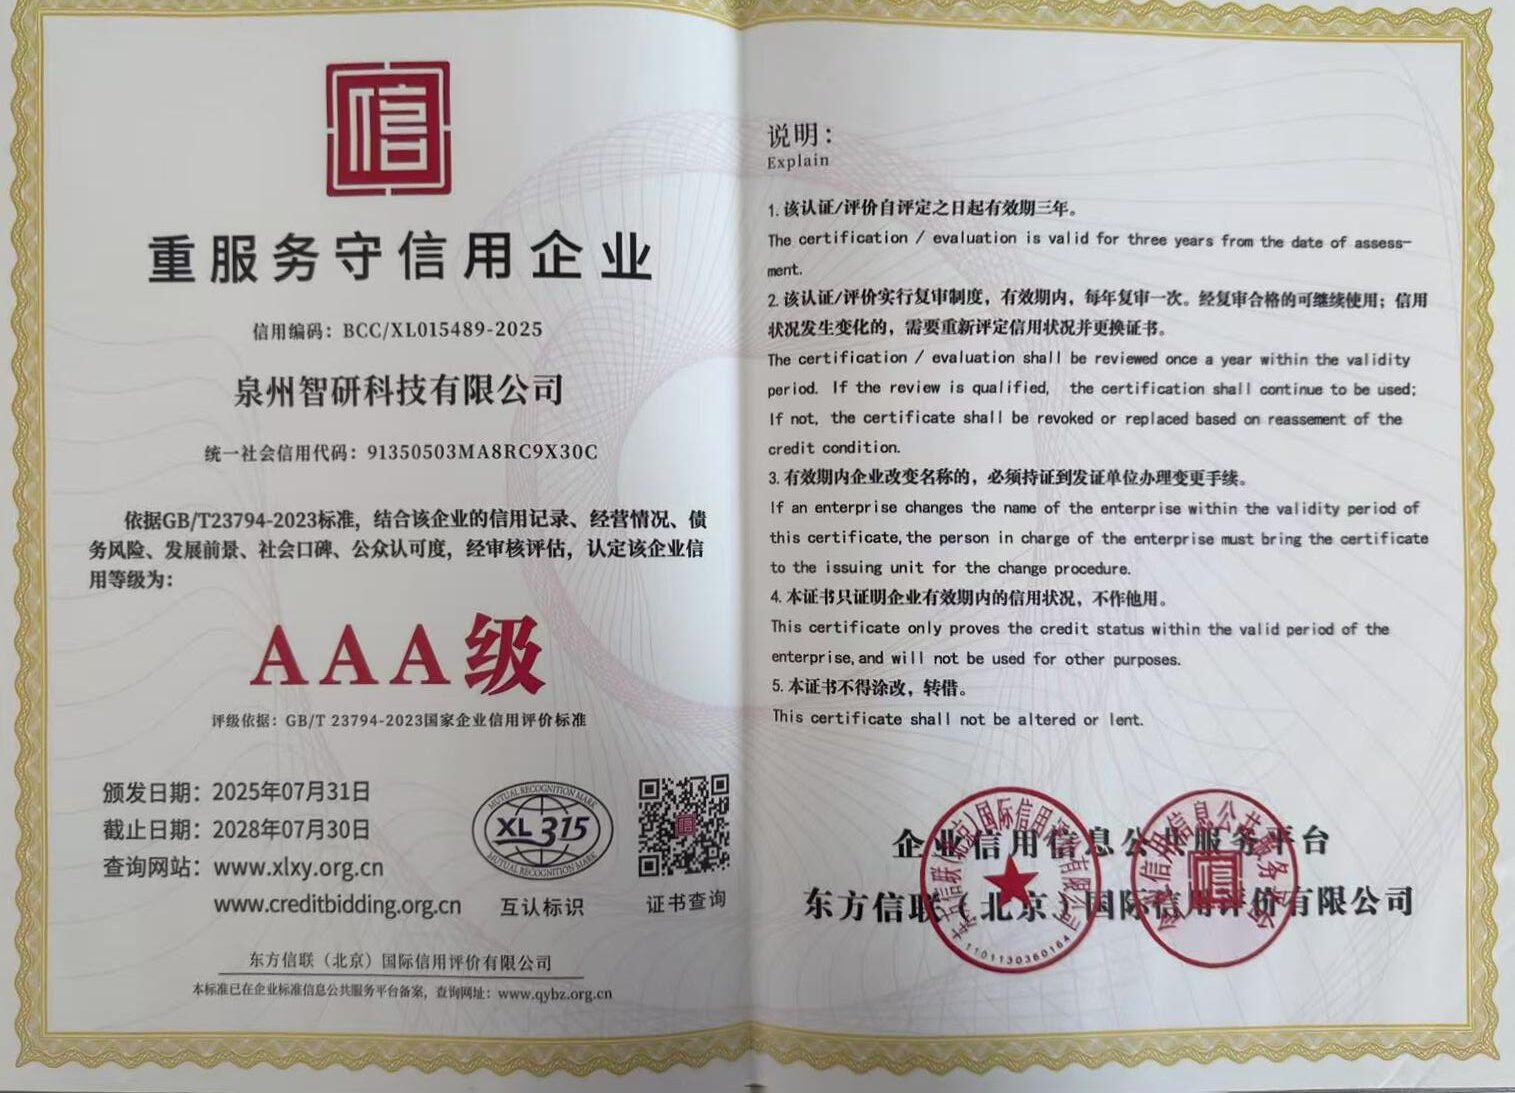 信
重服务守信用企业
信用编码：BCC/XL015489-2025
泉州智研科技有限公司
统一社会信用代码：91350503MA8RC9X30C
依据GB/T23794-2023标准，结合该企业的信用记录、经营情况、债
务风险、发展前景、社会口碑、公众认可度，经审核评估，认定该企业信
用等级为：
AAA级
评级依据：GB/T 23794-2023国家企业信用评价标准
颁发日期：2025年07月31日
截止日期：2028年07月30日
查询网站：www.xlxy.org.cn
www.creditbidding.org.cn
MUTUAL RECOGNITION MARK
XL 315
MUTUAL RECOGNITION MARK
互认标识
证书查询
东方信联（北京）国际信用评价有限公司
本标准已在企业标准信息公共服务平台备案，查询网址：www.qybz.org.cn
说明：
Explain
1. 该认证/评价自评定之日起有效期三年。
The certification / evaluation is valid for three years from the date of assess-
ment.
2. 该认证/评价实行复审制度，有效期内，每年复审一次。经复审合格的可继续使用；信用
状况发生变化的，需要重新评定信用状况并更换证书。
The certification / evaluation shall be reviewed once a year within the validity
period. If the review is qualified, the certification shall continue to be used;
If not, the certificate shall be revoked or replaced based on reassement of the
credit condition.
3. 有效期内企业改变名称的，必须持证到发证单位办理变更手续。
If an enterprise changes the name of the enterprise within the validity period of
this certificate,the person in charge of the enterprise must bring the certificate
to the issuing unit for the change procedure.
4. 本证书只证明企业有效期内的信用状况，不作他用。
This certificate only proves the credit status within the valid period of the
enterprise,and will not be used for other purposes.
5. 本证书不得涂改，转借。
This certificate shall not be altered or lent.
企业信用信息公共服务平台
东方信联（北京）国际信用评价有限公司
1101130360164
信